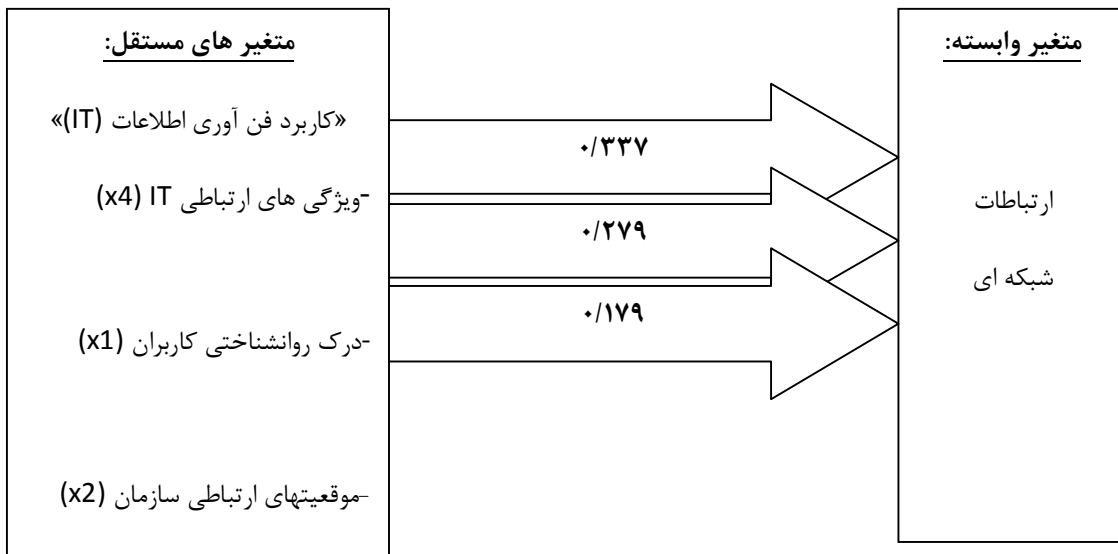 متغیر های مستقل:
«کاربرد فن آوری اطلاعات (IT)»
-ویژگی های ارتباطی IT (x4)
-درک روانشناختی کاربران (x1)
-موقعیتهای ارتباطی سازمان (x2)
۰/۳۳۷
۰/۲۷۹
۰/۱۷۹
متغیر وابسته:
ارتباطات
شبکه ای